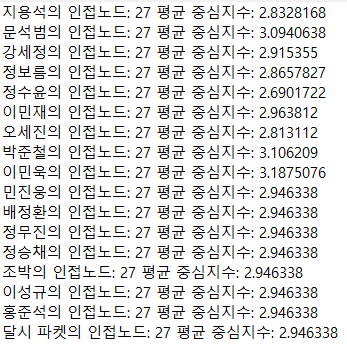 지용석의 인접노드: 27 평균 중심지수: 2.8328168
문석범의 인접노드: 27 평균 중심지수: 3.0940638
강세정의 인접노드: 27 평균 중심지수: 2.915355
정보름의 인접노드: 27 평균 중심지수: 2.8657827
정수윤의 인접노드: 27 평균 중심지수: 2.6901722
이민재의 인접노드: 27 평균 중심지수: 2.963812
오세진의 인접노드: 27 평균 중심지수: 2.813112
박준철의 인접노드: 27 평균 중심지수: 3.106209
이민욱의 인접노드: 27 평균 중심지수: 3.1875076
민진웅의 인접노드: 27 평균 중심지수: 2.946338
배정환의 인접노드: 27 평균 중심지수: 2.946338
정무진의 인접노드: 27 평균 중심지수: 2.946338
정승채의 인접노드: 27 평균 중심지수: 2.946338
조박의 인접노드: 27 평균 중심지수: 2.946338
이성규의 인접노드: 27 평균 중심지수: 2.946338
홍준석의 인접노드: 27 평균 중심지수: 2.946338
달시 파켓의 인접노드: 27 평균 중심지수: 2.946338